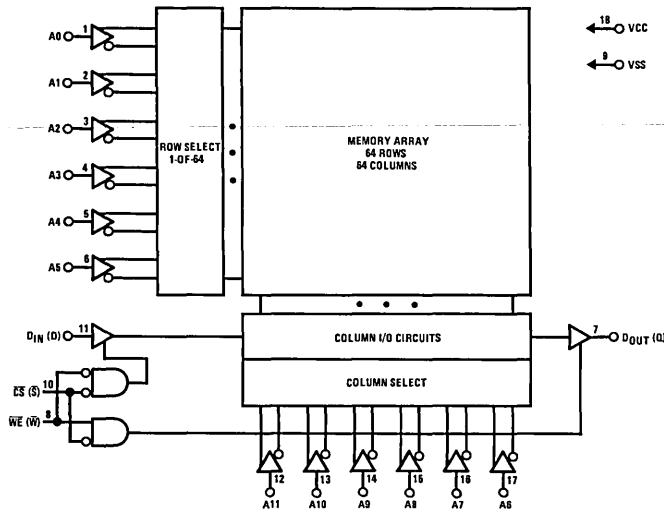 A0 1
A1 2
A2 3
A3 4
A4 5
A5 6
ROW SELECT
1-OF-64
MEMORY ARRAY
64 ROWS
64 COLUMNS
18 VCC
9 VSS
DIN (D) 11
COLUMN I/O CIRCUITS
7 DOUT (Q)
COLUMN SELECT
CS (S) 10
WE (W) 8
12 13 14 15 16 17
A11 A10 A9 A8 A7 A6